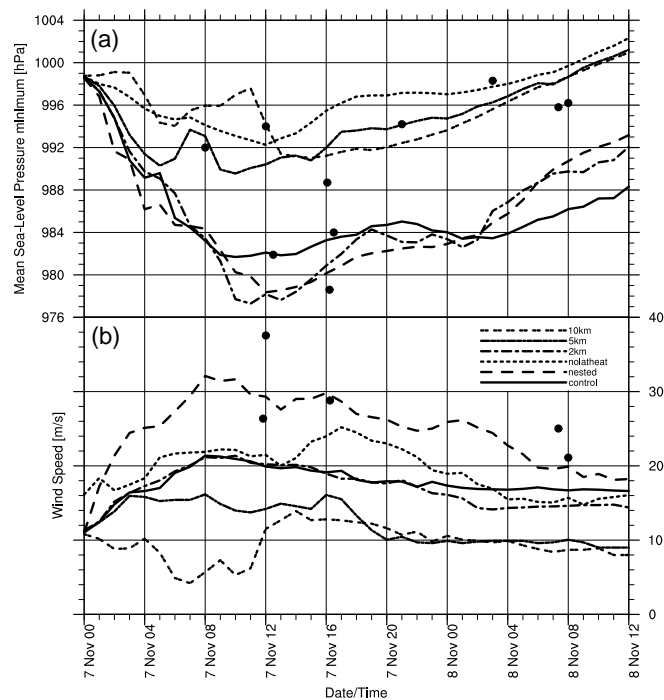 (a)
Mean Sea-Level Pressure minimum [hPa]
1004
1000
996
992
988
984
980
976
(b)
Wind Speed [m/s]
40
30
20
10
0
10km
5km
2km
nolatheat
nested
control
7 Nov 00
7 Nov 04
7 Nov 08
7 Nov 12
7 Nov 16
7 Nov 20
8 Nov 00
8 Nov 04
8 Nov 08
8 Nov 12
Date/Time